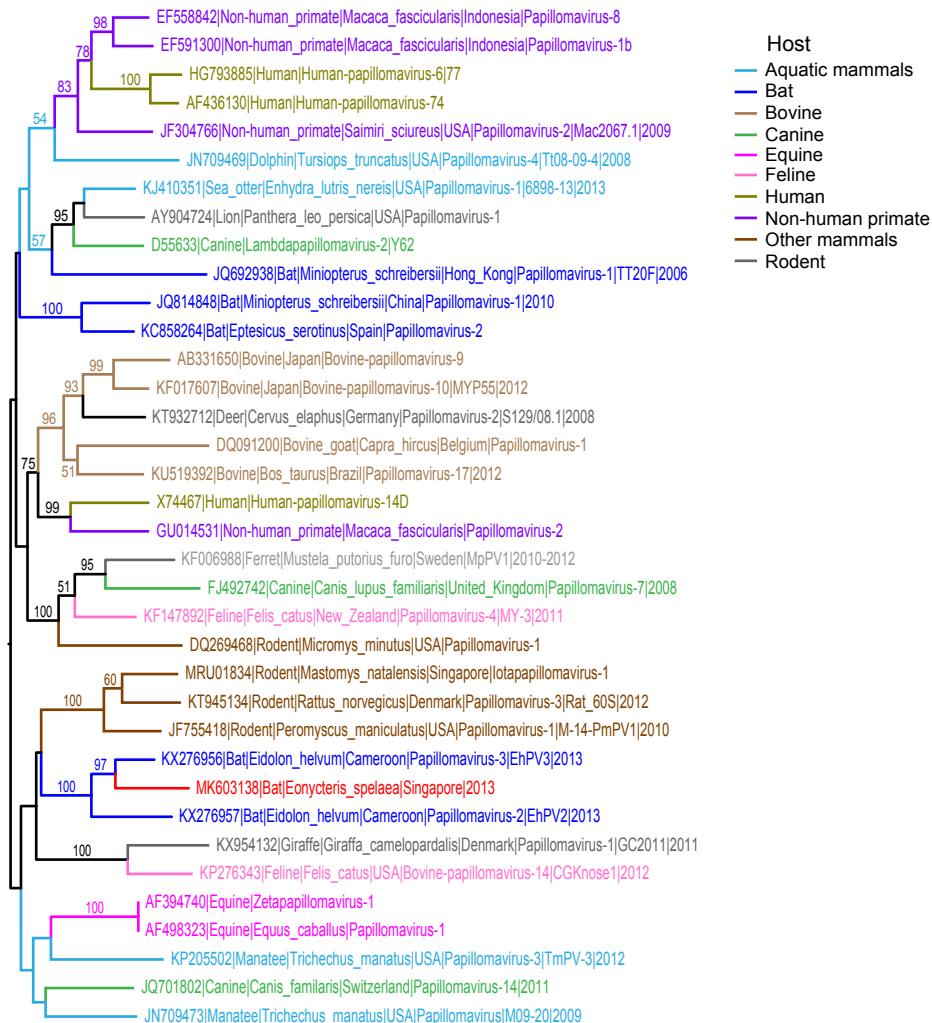 EF558842|Non-human_primate|Macaca_fascicularis|Indonesia|Papillomavirus-8
98
EF591300|Non-human_primate|Macaca_fascicularis|Indonesia|Papillomavirus-1b
78
HG793885|Human|Human-papillomavirus-6|77
100
AF436130|Human|Human-papillomavirus-74
83
JF304766|Non-human_primate|Saimiri_sciureus|USA|Papillomavirus-2|Mac2067.1|2009
54
JN709469|Dolphin|Tursiops_truncatus|USA|Papillomavirus-4|Tt08-09-4|2008
KJ410351|Sea_otter|Enhydra_lutris_nereis|USA|Papillomavirus-1|6898-13|2013
95
AY904724|Lion|Panthera_leo_persica|USA|Papillomavirus-1
57
D55633|Canine|Lambdapapillomavirus-2|Y62
JQ692938|Bat|Miniopterus_schreibersii|Hong_Kong|Papillomavirus-1|TT20F|2006
JQ814848|Bat|Miniopterus_schreibersii|China|Papillomavirus-1|2010
100
KC858264|Bat|Eptesicus_serotinus|Spain|Papillomavirus-2
AB331650|Bovine|Japan|Bovine-papillomavirus-9
99
KF017607|Bovine|Japan|Bovine-papillomavirus-10|MYP55|2012
93
KT932712|Deer|Cervus_elaphus|Germany|Papillomavirus-2|S129/08.1|2008
96
DQ091200|Bovine_goat|Capra_hircus|Belgium|Papillomavirus-1
51
KU519392|Bovine|Bos_taurus|Brazil|Papillomavirus-17|2012
75
X74467|Human|Human-papillomavirus-14D
99
GU014531|Non-human_primate|Macaca_fascicularis|Papillomavirus-2
KF006988|Ferret|Mustela_putorius_furo|Sweden|MpPV1|2010-2012
95
FJ492742|Canine|Canis_lupus_familiaris|United_Kingdom|Papillomavirus-7|2008
51
KF147892|Feline|Felis_catus|New_Zealand|Papillomavirus-4|MY-3|2011
100
DQ269468|Rodent|Micromys_minutus|USA|Papillomavirus-1
MRU01834|Rodent|Mastomys_natalensis|Singapore|Iotapapillomavirus-1
60
KT945134|Rodent|Rattus_norvegicus|Denmark|Papillomavirus-3|Rat_60S|2012
100
JF755418|Rodent|Peromyscus_maniculatus|USA|Papillomavirus-1|M-14-PmPV1|2010
KX276956|Bat|Eidolon_helvum|Cameroon|Papillomavirus-3|EhPV3|2013
97
MK603138|Bat|Eonycteris_spelaea|Singapore|2013
100
KX276957|Bat|Eidolon_helvum|Cameroon|Papillomavirus-2|EhPV2|2013
KX954132|Giraffe|Giraffa_camelopardalis|Denmark|Papillomavirus-1|GC2011|2011
100
KP276343|Feline|Felis_catus|USA|Bovine-papillomavirus-14|CGKnose1|2012
AF394740|Equine|Zetapapillomavirus-1
100
AF498323|Equine|Equus_caballus|Papillomavirus-1
KP205502|Manatee|Trichechus_manatus|USA|Papillomavirus-3|TmPV-3|2012
JQ701802|Canine|Canis_familaris|Switzerland|Papillomavirus-14|2011
JN709473|Manatee|Trichechus_manatus|USA|Papillomavirus|M09-20|2009
Host
Aquatic mammals
Bat
Bovine
Canine
Equine
Feline
Human
Non-human primate
Other mammals
Rodent